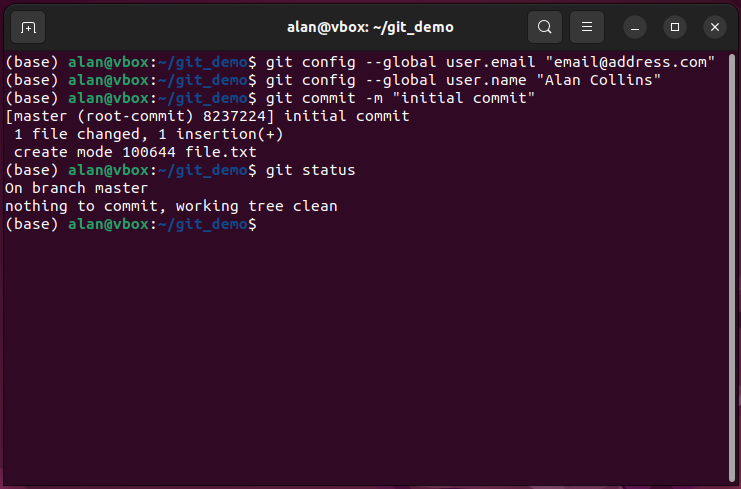 alan@vbox: ~/git_demo
(base) alan@vbox:~/git_demo$ git config --global user.email "email@address.com"
(base) alan@vbox:~/git_demo$ git config --global user.name "Alan Collins"
(base) alan@vbox:~/git_demo$ git commit -m "initial commit"
[master (root-commit) 8237224] initial commit
 1 file changed, 1 insertion(+)
 create mode 100644 file.txt
(base) alan@vbox:~/git_demo$ git status
On branch master
nothing to commit, working tree clean
(base) alan@vbox:~/git_demo$